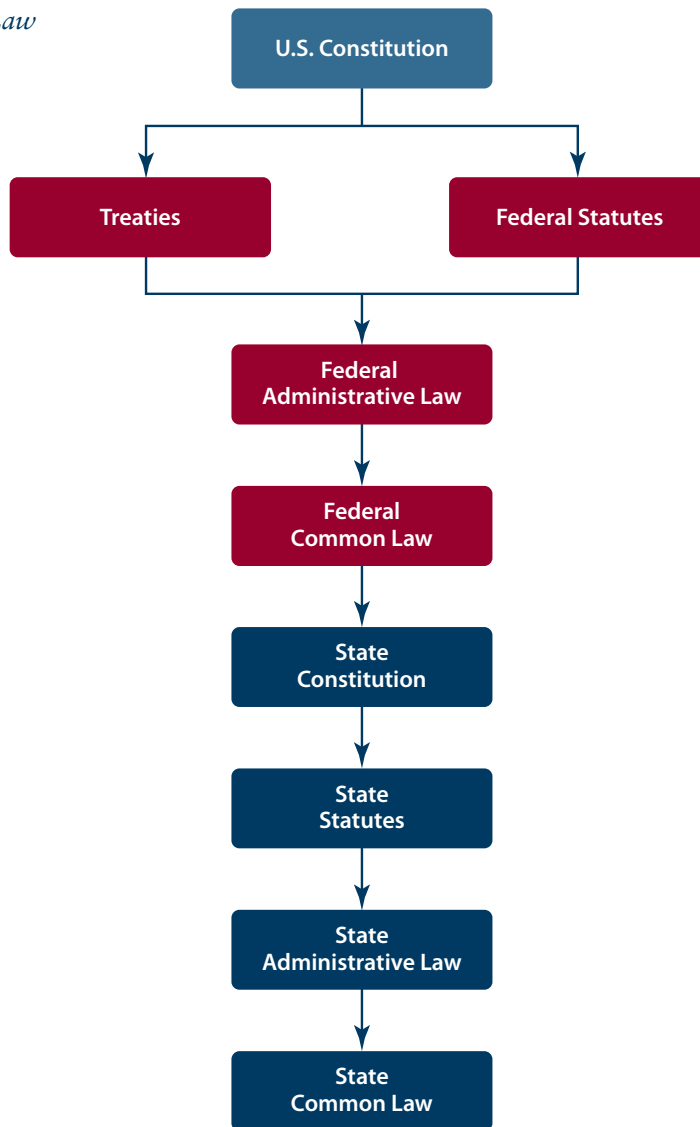 Law
U.S. Constitution
Treaties
Federal Statutes
Federal
Administrative Law
Federal
Common Law
State
Constitution
State
Statutes
State
Administrative Law
State
Common Law